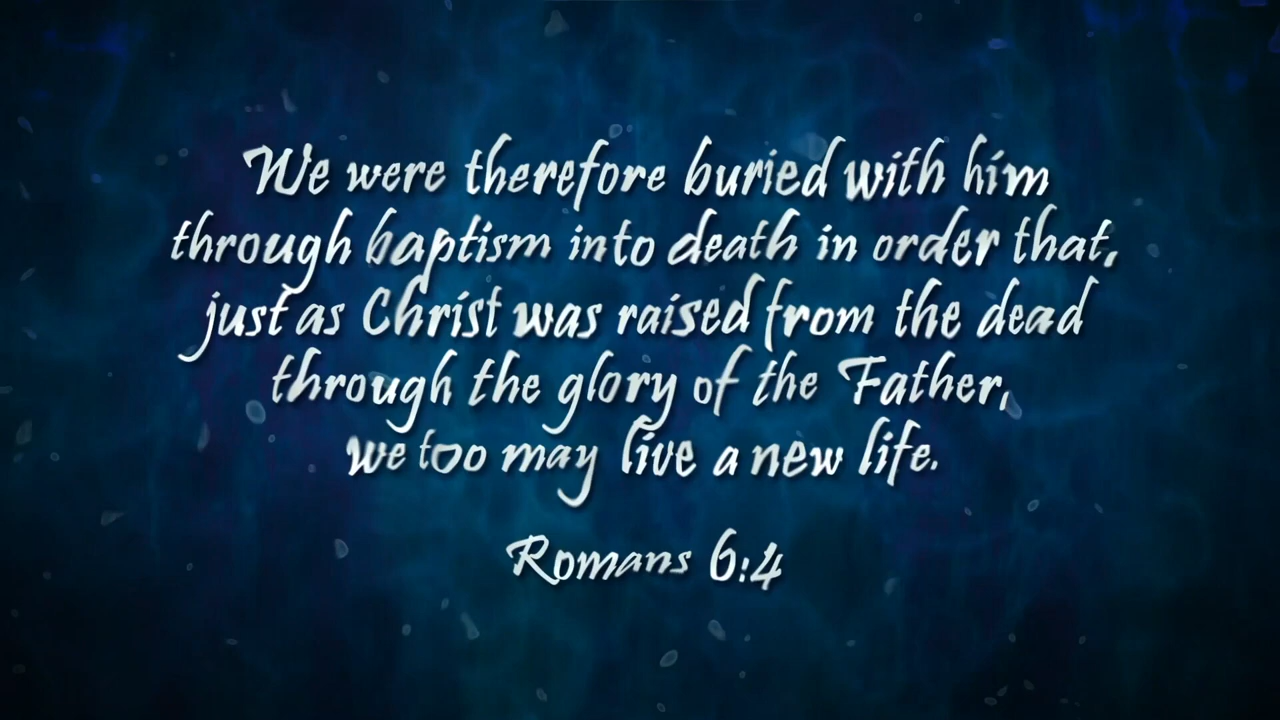 We were therefore buried with him
through baptism into death in order that,
just as Christ was raised from the dead
through the glory of the Father,
we too may live a new life.
Romans 6:4